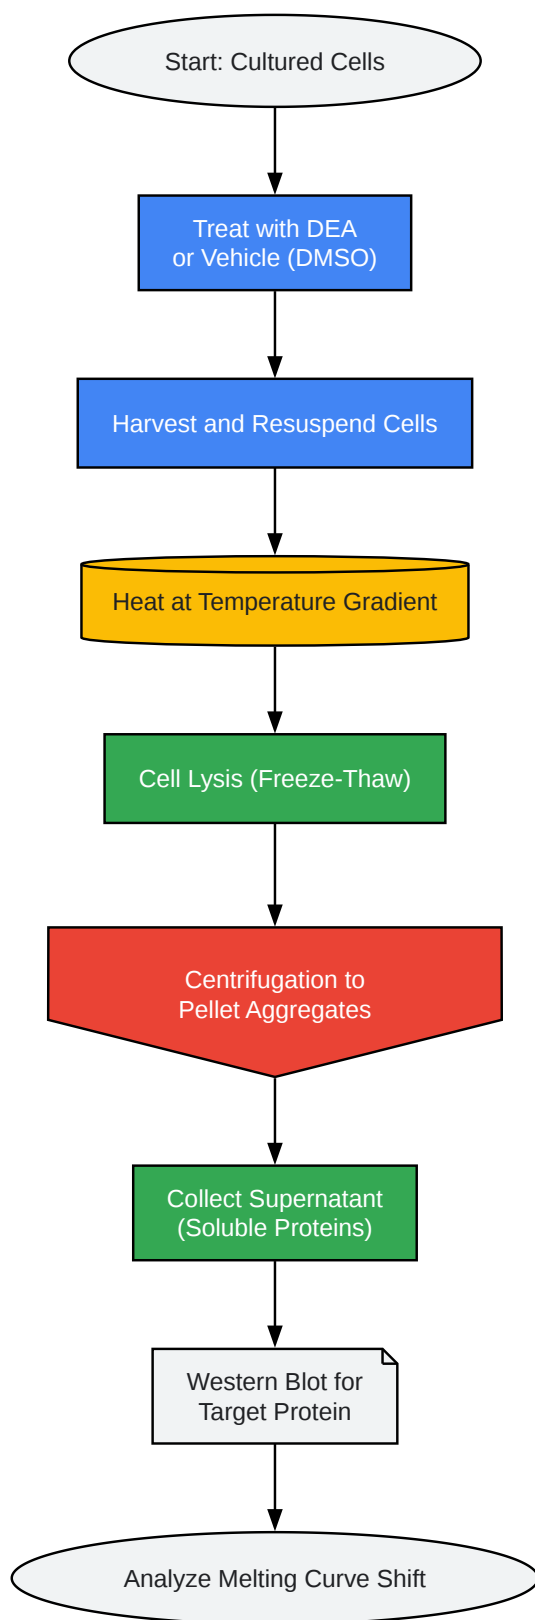 Start: Cultured Cells
Treat with DEA
or Vehicle (DMSO)
Harvest and Resuspend Cells
Heat at Temperature Gradient
Cell Lysis (Freeze-Thaw)
Centrifugation to
Pellet Aggregates
Collect Supernatant
(Soluble Proteins)
Western Blot for
Target Protein
Analyze Melting Curve Shift